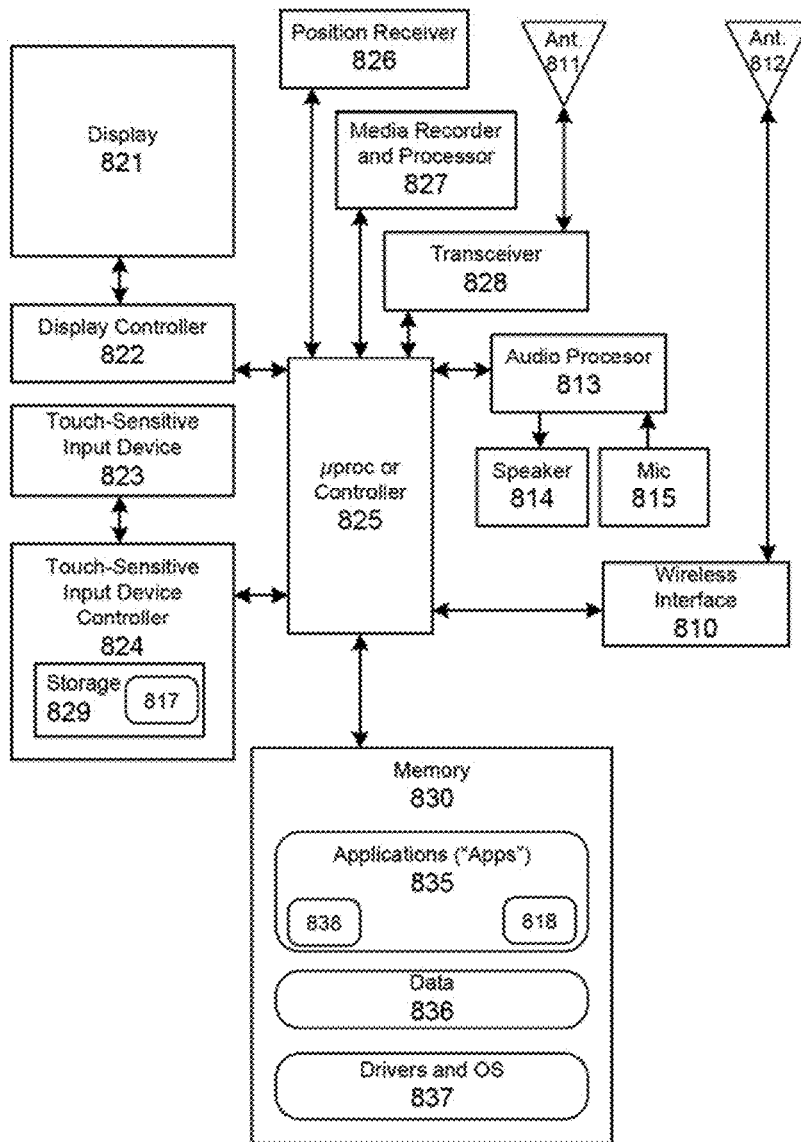 Position Receiver
826
Ant.
811
Ant.
812
Display
821
Media Recorder
and Processor
827
Transceiver
828
Display Controller
822
Audio Procesor
813
Touch-Sensitive
Input Device
823
µproc or
Controller
825
Speaker
814
Mic
815
Touch-Sensitive
Input Device
Controller
824
Storage
829
817
Wireless
Interface
810
Memory
830
Applications ("Apps")
835
838
818
Data
836
Drivers and OS
837